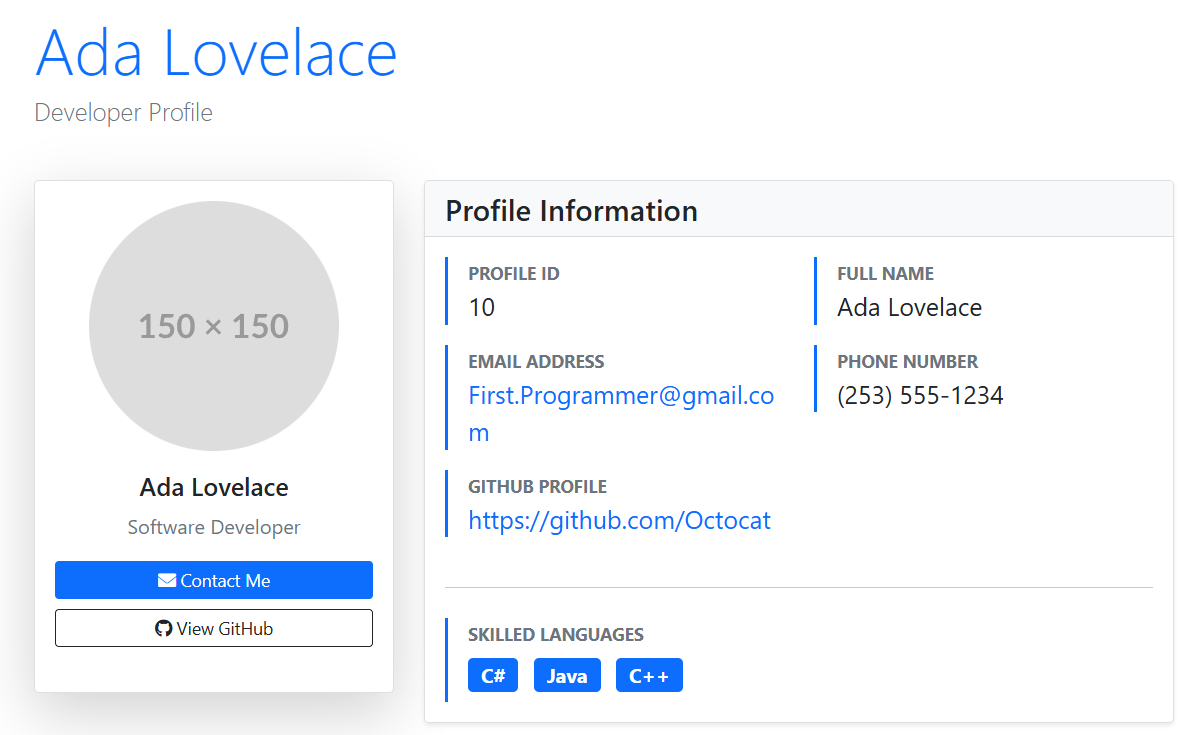 Ada Lovelace
Developer Profile
150 × 150
Ada Lovelace
Software Developer
Contact Me
View GitHub
Profile Information
PROFILE ID
10
FULL NAME
Ada Lovelace
EMAIL ADDRESS
First.Programmer@gmail.co
m
PHONE NUMBER
(253) 555-1234
GITHUB PROFILE
https://github.com/Octocat
SKILLED LANGUAGES
C# Java C++